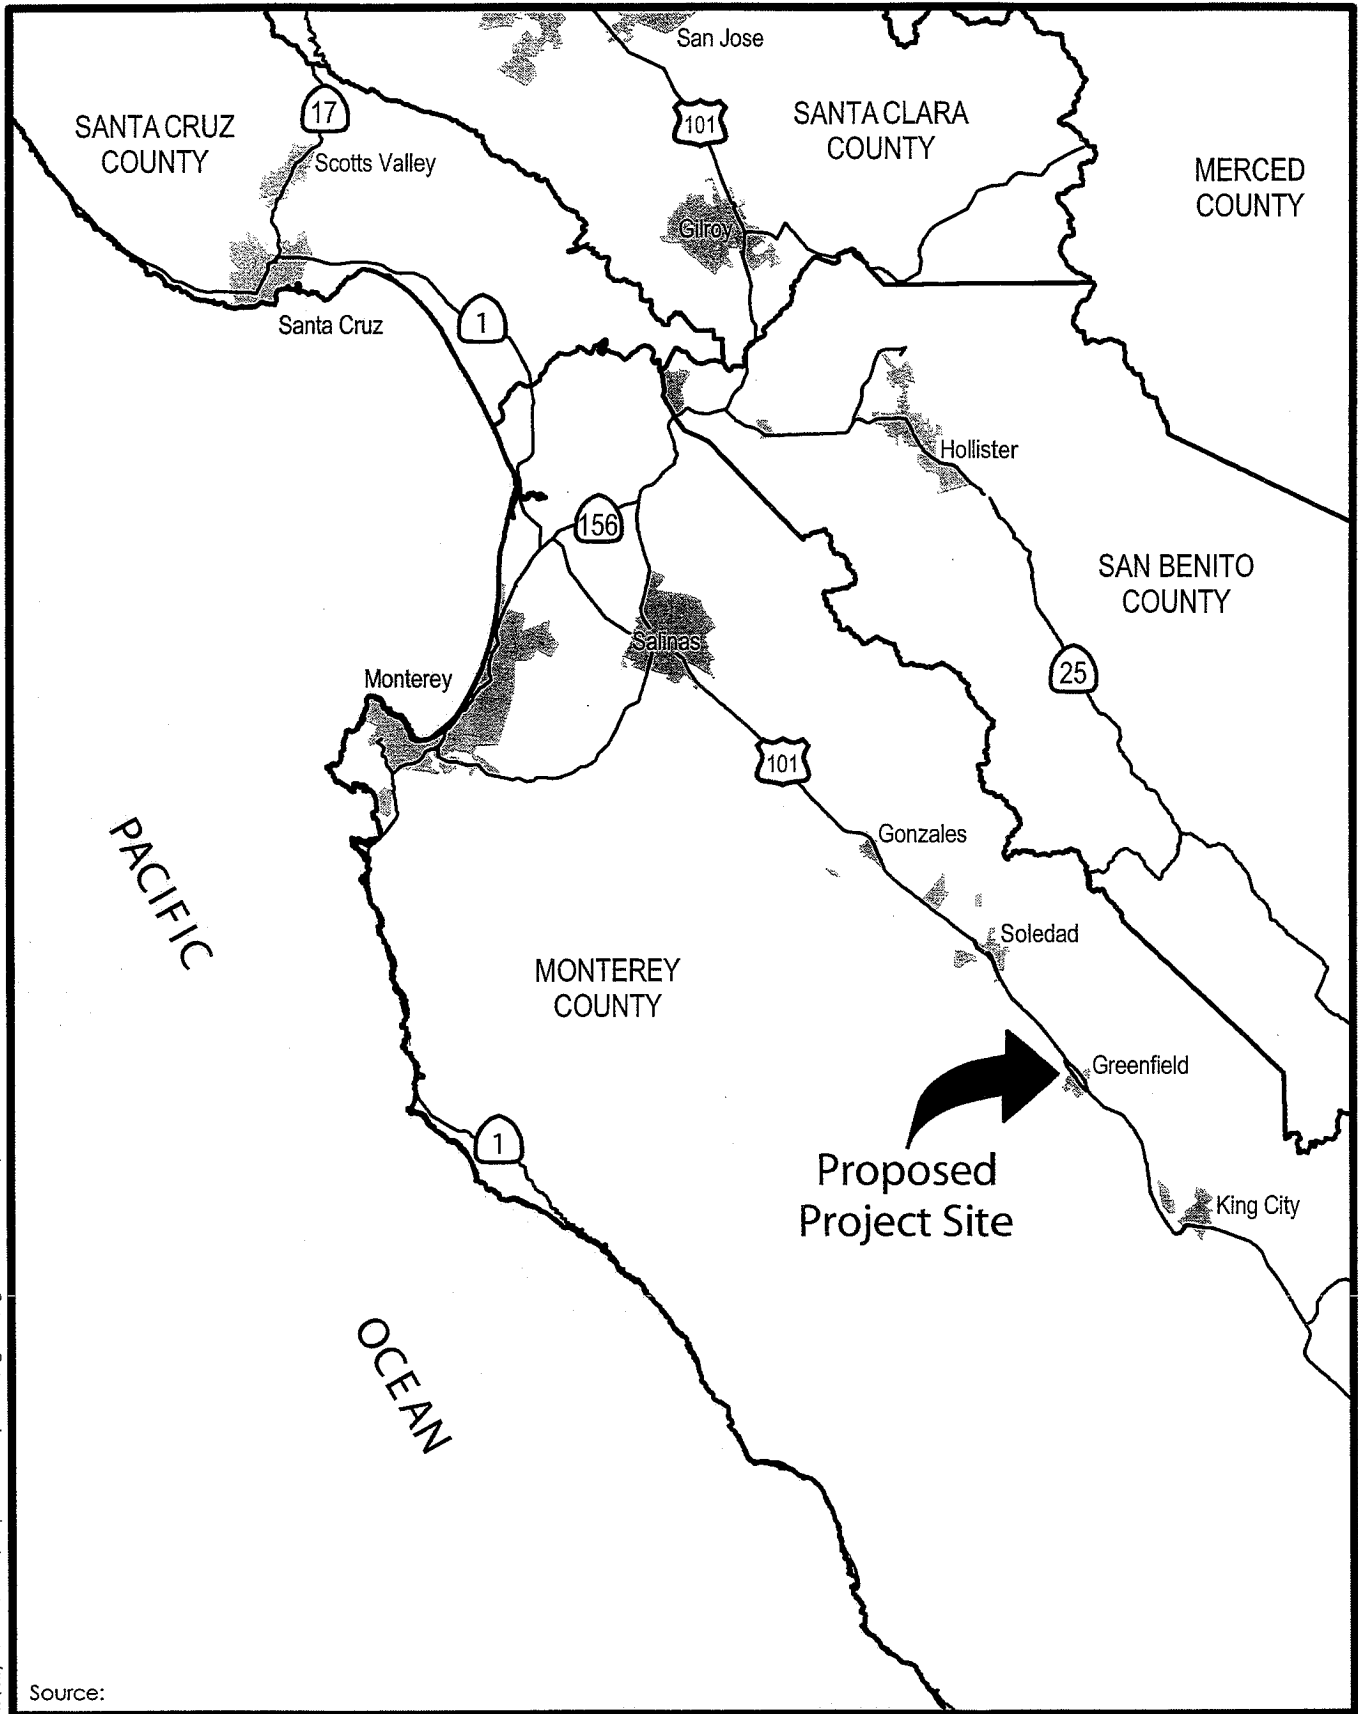 San Jose
17
101
SANTA CLARA
COUNTY
SANTA CRUZ
COUNTY
Scotts Valley
MERCED
COUNTY
Gilroy
Santa Cruz
1
Hollister
156
SAN BENITO
COUNTY
Salinas
25
Monterey
101
PACIFIC
Gonzales
Soledad
MONTEREY
COUNTY
Greenfield
1
Proposed
Project Site
King City
OCEAN
Source: